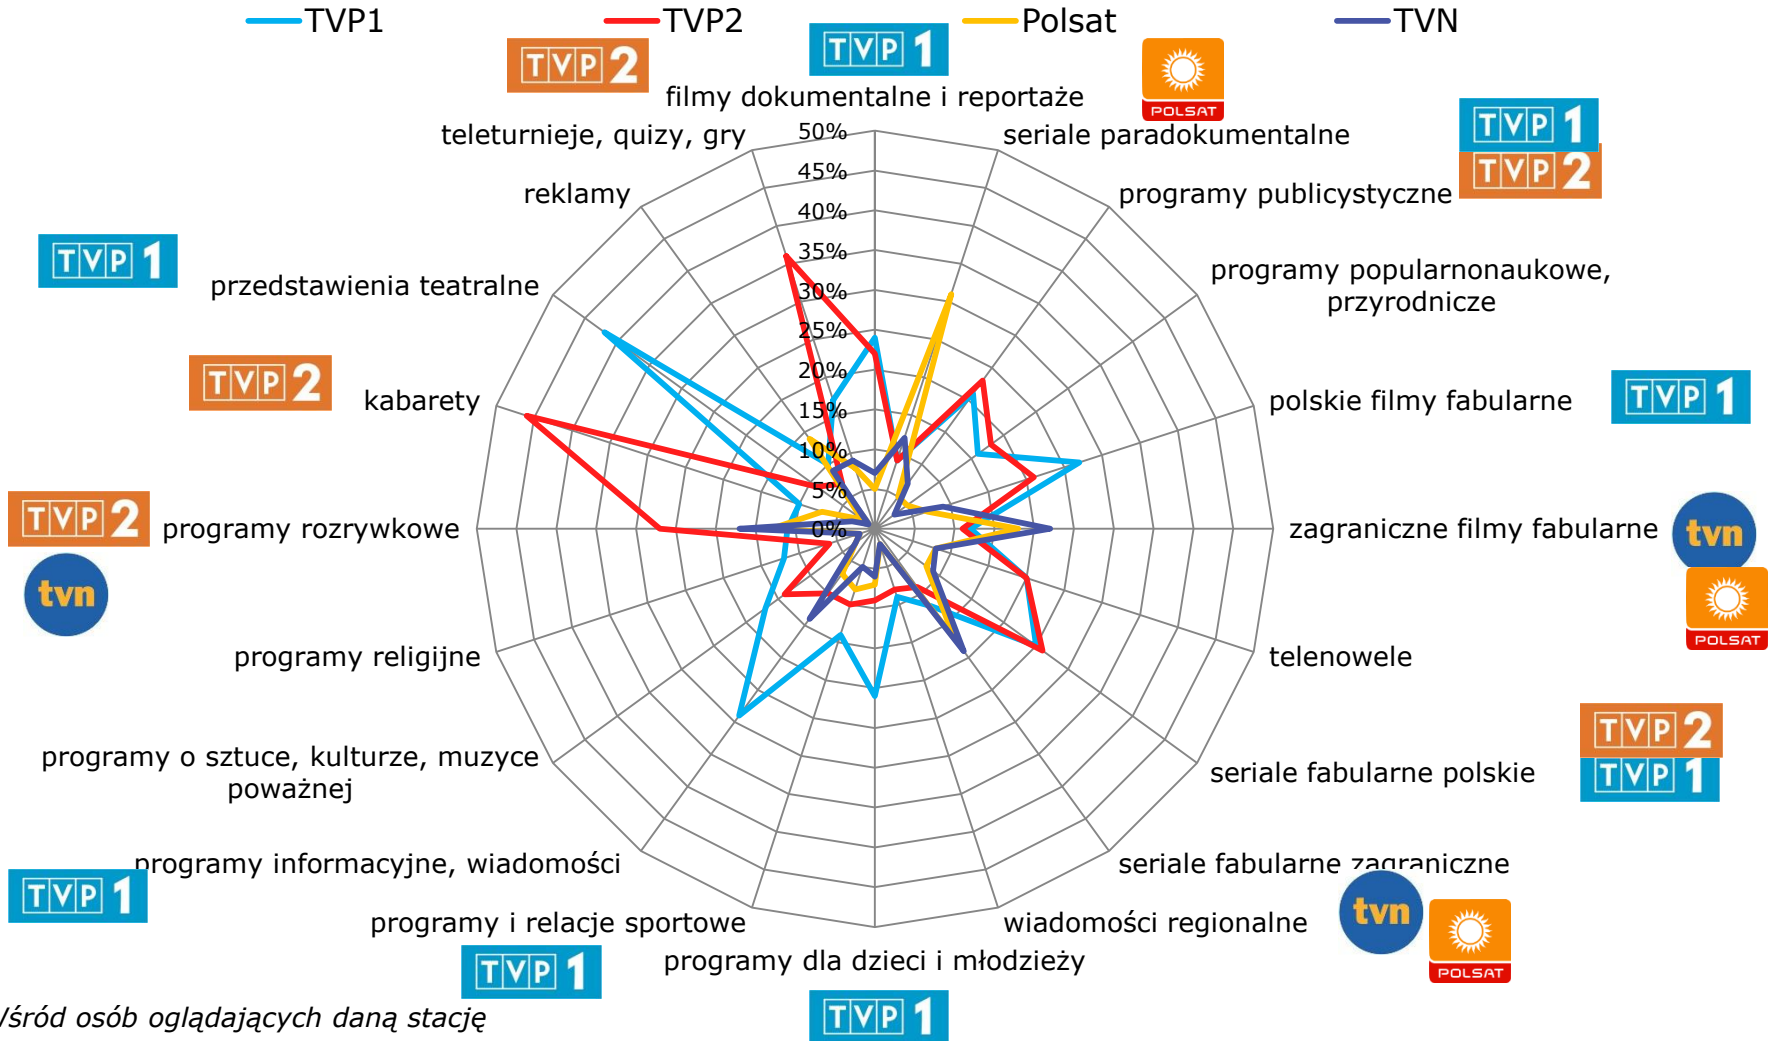 TVP1
TVP2
Polsat
TVN
TVP 2
TVP 1
POLSAT
filmy dokumentalne i reportaże
teleturnieje, quizy, gry
seriale paradokumentalne
TVP 1
TVP 2
reklamy
programy publicystyczne
TVP 1
przedstawienia teatralne
programy popularnonaukowe,
przyrodnicze
TVP 2
kabarety
polskie filmy fabularne
TVP 1
TVP 2
programy rozrywkowe
zagraniczne filmy fabularne
tvn
tvn
POLSAT
programy religijne
telenowele
TVP 2
TVP 1
programy o sztuce, kulturze, muzyce
poważnej
seriale fabularne polskie
programy informacyjne, wiadomości
TVP 1
seriale fabularne zagraniczne
tvn
POLSAT
programy i relacje sportowe
wiadomości regionalne
TVP 1
programy dla dzieci i młodzieży
TVP 1
50%
45%
40%
35%
30%
25%
20%
15%
10%
5%
0%
śród osób oglądających daną stację